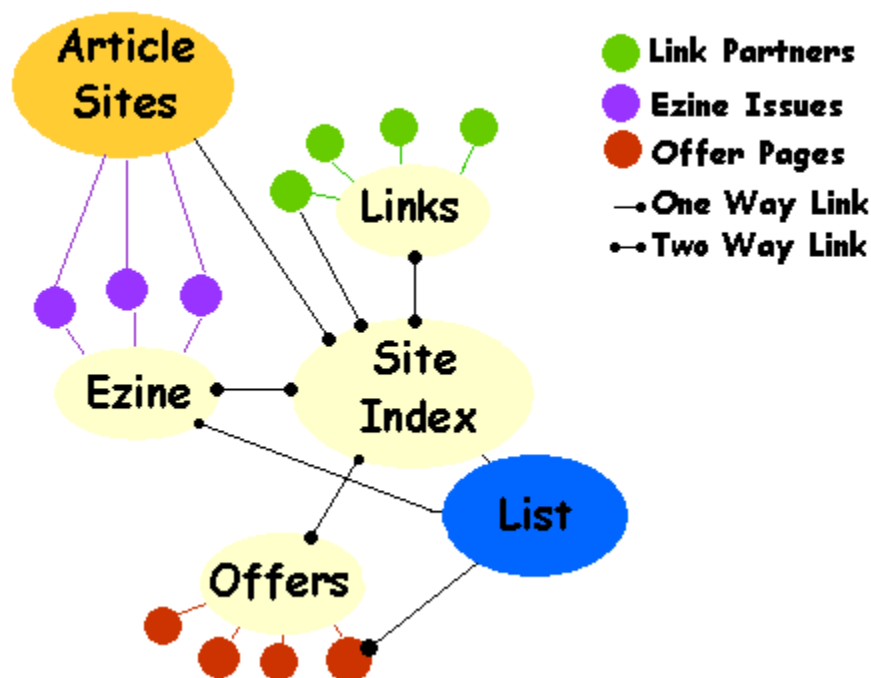 Article
Sites
Link Partners
Ezine Issues
Offer Pages
One Way Link
Two Way Link
Links
Site
Index
Ezine
List
Offers